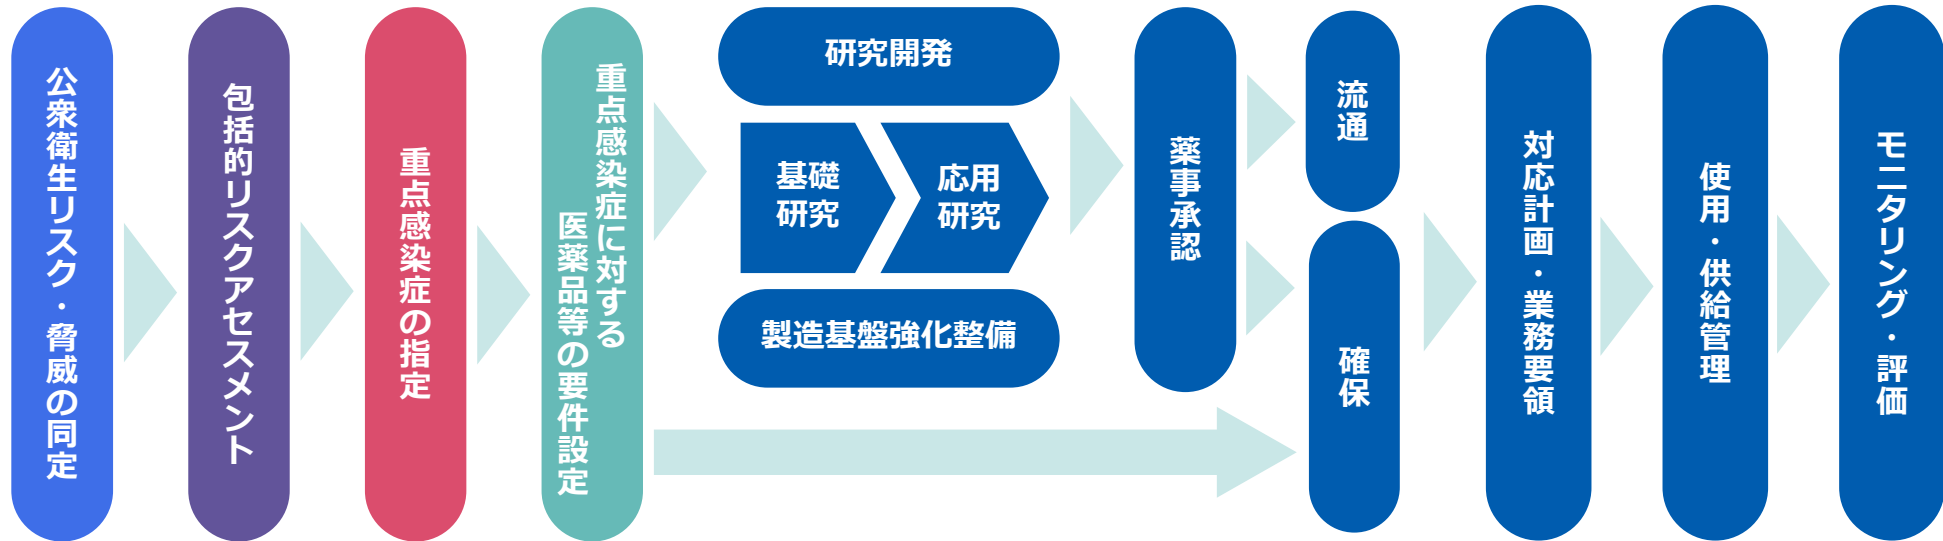 公衆衛生リスク・脅威の同定
包括的リスクアセスメント
重点感染症の指定
重点感染症に対する
医薬品等の要件設定
研究開発
基礎
研究
応用
研究
製造基盤強化整備
薬事承認
流通
確保
対応計画・業務要領
使用・供給管理
モニタリング・評価